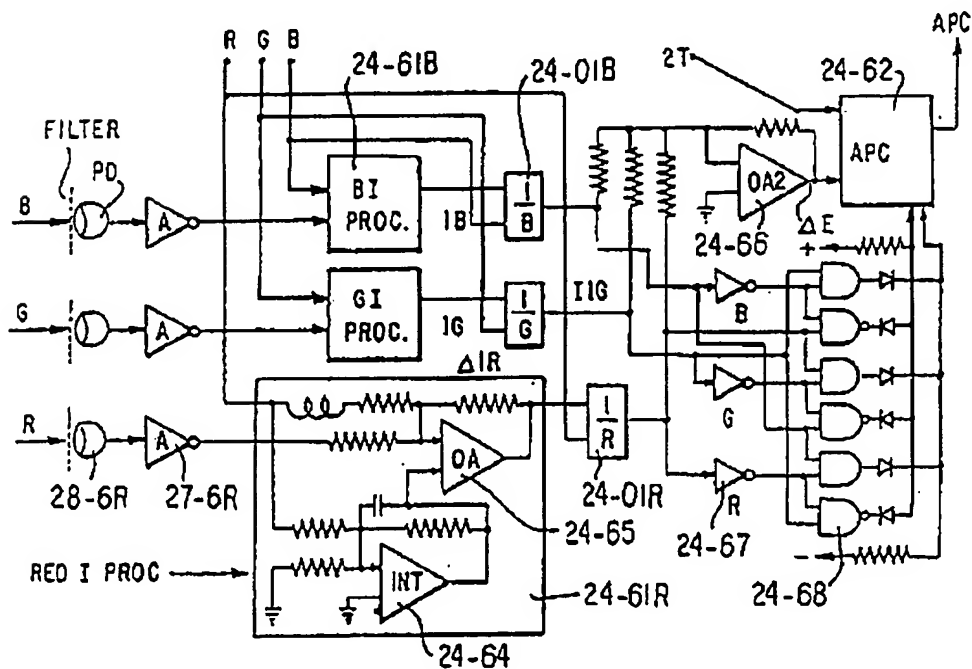 APC
R G B
24-61B
24-01B
2T
24-62
FILTER
PD
B
A
BI PROC.
IB
1/B
OA2
24-66
APC
ΔE
+
G
A
GI PROC.
IG
1/G
I1G
B
ΔIR
G
R
A
28-6R
27-6R
OA
24-65
1/R
24-01R
R
24-67
RED I PROC
INT
24-64
24-61R
24-68
-